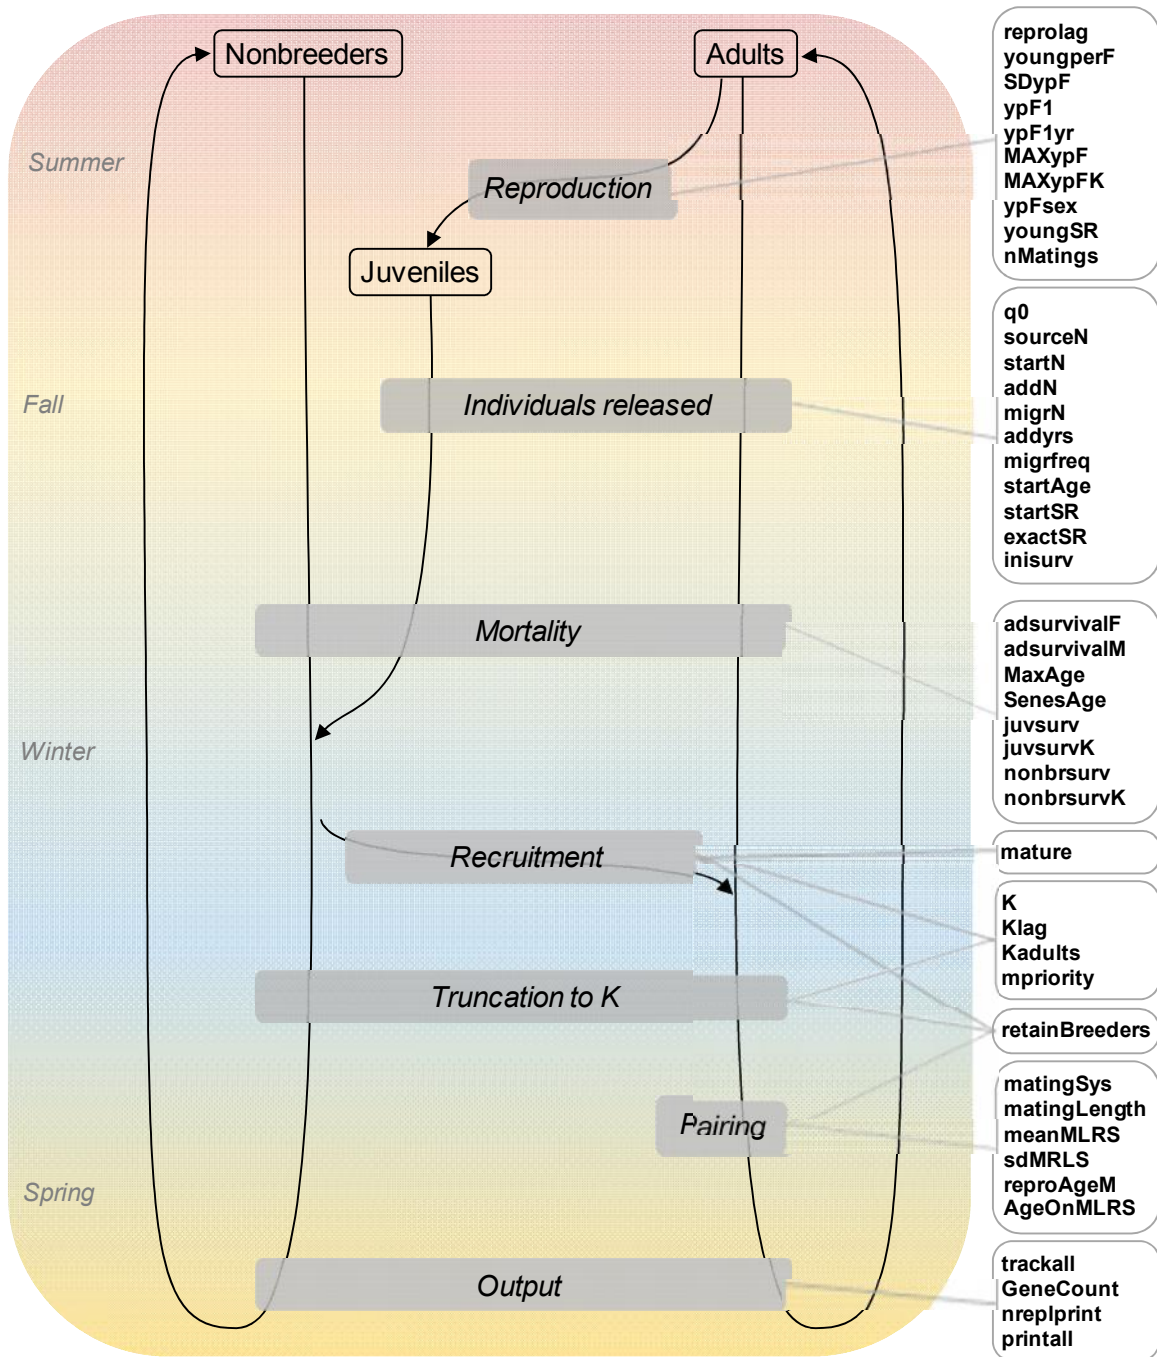 Nonbreeders
Adults
Summer
Reproduction
Juveniles
Fall
Individuals released
Mortality
Winter
Recruitment
Truncation to K
Pairing
Spring
Output
reprolag
youngperF
SDypF
ypF1
ypF1yr
MAXypF
MAXypFK
ypFsex
youngSR
nMatings
q0
sourceN
startN
addN
migrN
addyrs
migrfreq
startAge
startSR
exactSR
inisurv
adsurvivalF
adsurvivalM
MaxAge
SenesAge
juvsurv
juvsurvK
nonbrsurv
nonbrsurvK
mature
K
Klag
Kadults
mpriority
retainBreeders
matingSys
matingLength
meanMLRS
sdMRLS
reproAgeM
AgeOnMLRS
trackall
GeneCount
nreplprint
printall